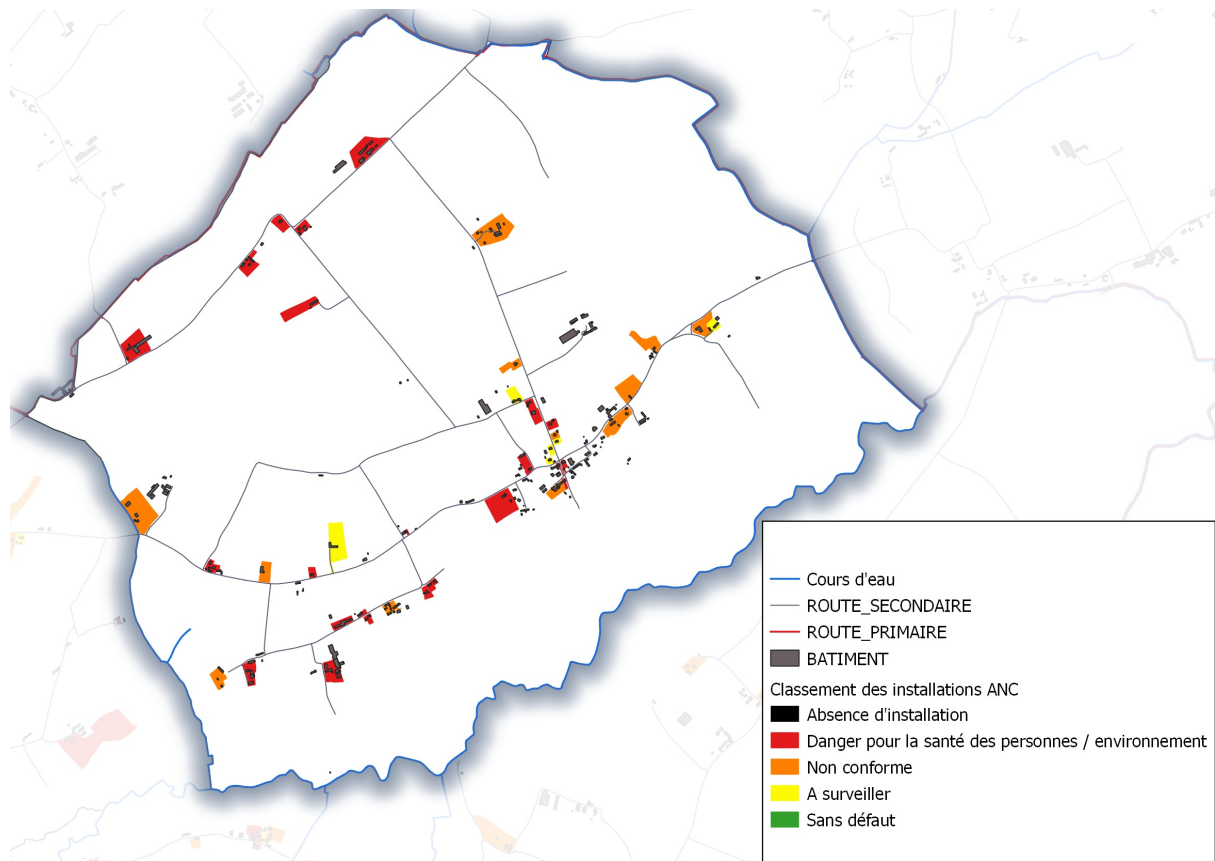 Cours d'eau
ROUTE_SECONDAIRE
ROUTE_PRIMAIRE
BATIMENT
Classement des installations ANC
Absence d'installation
Danger pour la santé des personnes / environnement
Non conforme
A surveiller
Sans défaut